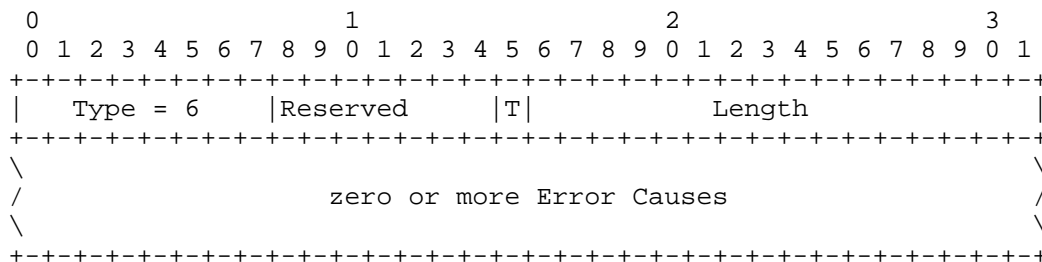 0                   1                   2                   3
 0 1 2 3 4 5 6 7 8 9 0 1 2 3 4 5 6 7 8 9 0 1 2 3 4 5 6 7 8 9 0 1
+-+-+-+-+-+-+-+-+-+-+-+-+-+-+-+-+-+-+-+-+-+-+-+-+-+-+-+-+-+-+-+-+
|   Type = 6    |Reserved     |T|           Length              |
+-+-+-+-+-+-+-+-+-+-+-+-+-+-+-+-+-+-+-+-+-+-+-+-+-+-+-+-+-+-+-+-+
\                                                               \
/                   zero or more Error Causes                   /
\                                                               \
+-+-+-+-+-+-+-+-+-+-+-+-+-+-+-+-+-+-+-+-+-+-+-+-+-+-+-+-+-+-+-+-+